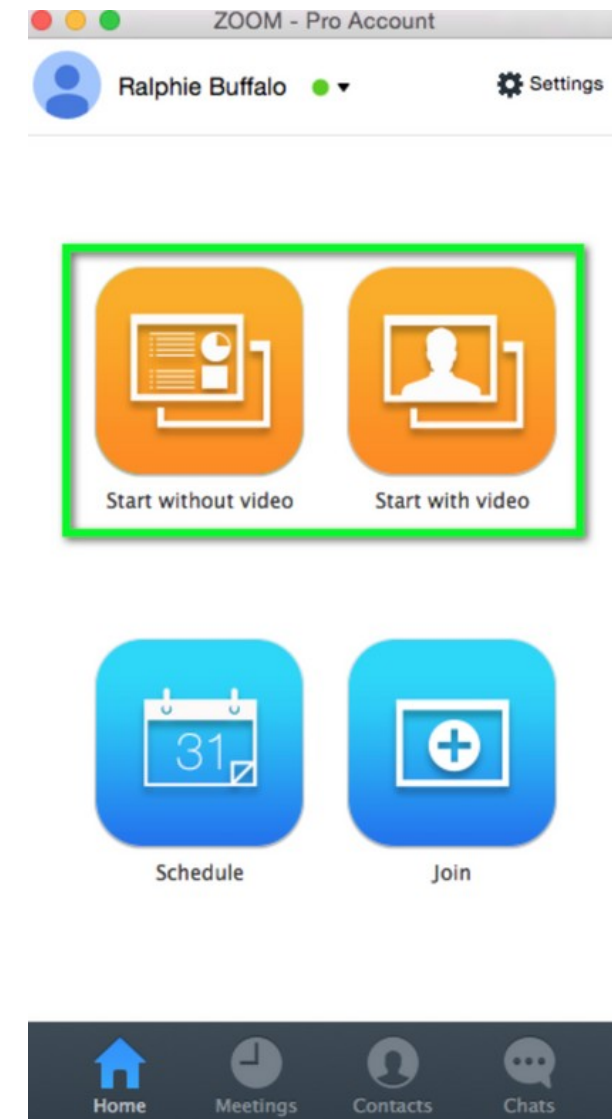 ZOOM - Pro Account
Ralphie Buffalo Settings
Start without video Start with video
31
Schedule Join
Home Meetings Contacts Chats